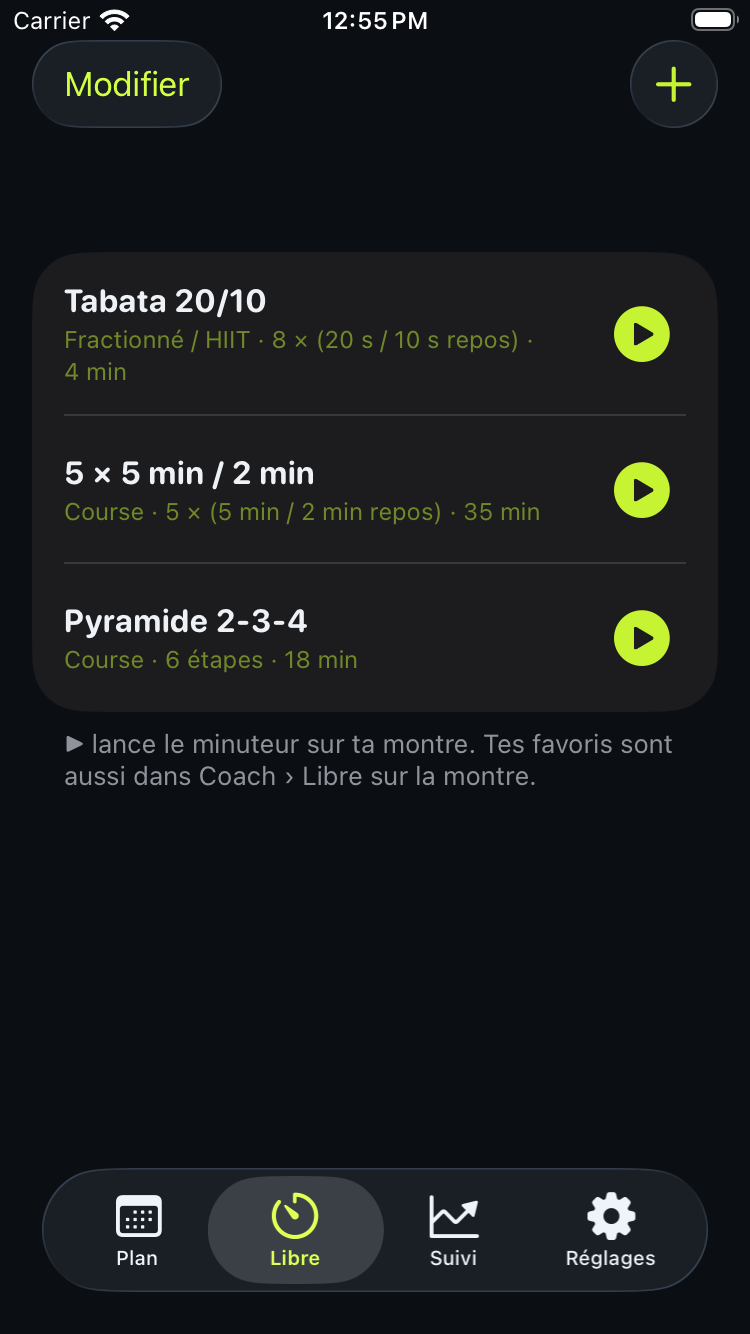 Carrier 12:55 PM
Modifier
Tabata 20/10
Fractionné / HIIT · 8 × (20 s / 10 s repos) ·
4 min
5 × 5 min / 2 min
Course · 5 × (5 min / 2 min repos) · 35 min
Pyramide 2-3-4
Course · 6 étapes · 18 min
▶ lance le minuteur sur ta montre. Tes favoris sont
aussi dans Coach › Libre sur la montre.
Plan Libre Suivi Réglages